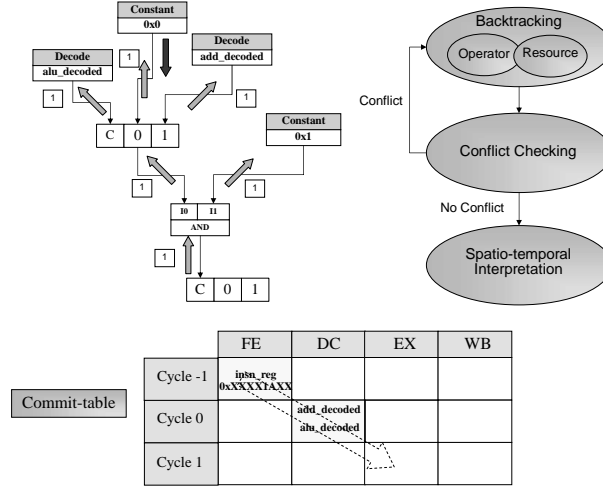 Constant
0x0
Decode
alu_decoded
Decode
add_decoded
1
1
1
1
C 0 1
Constant
0x1
1
1
I0 I1
AND
1
C 0 1
Backtracking
Operator
Resource
Conflict
Conflict Checking
No Conflict
Spatio-temporal
Interpretation
Commit-table
FE DC EX WB
Cycle -1
insn_reg
0xXXXX1AXX
Cycle 0
add_decoded
alu_decoded
Cycle 1